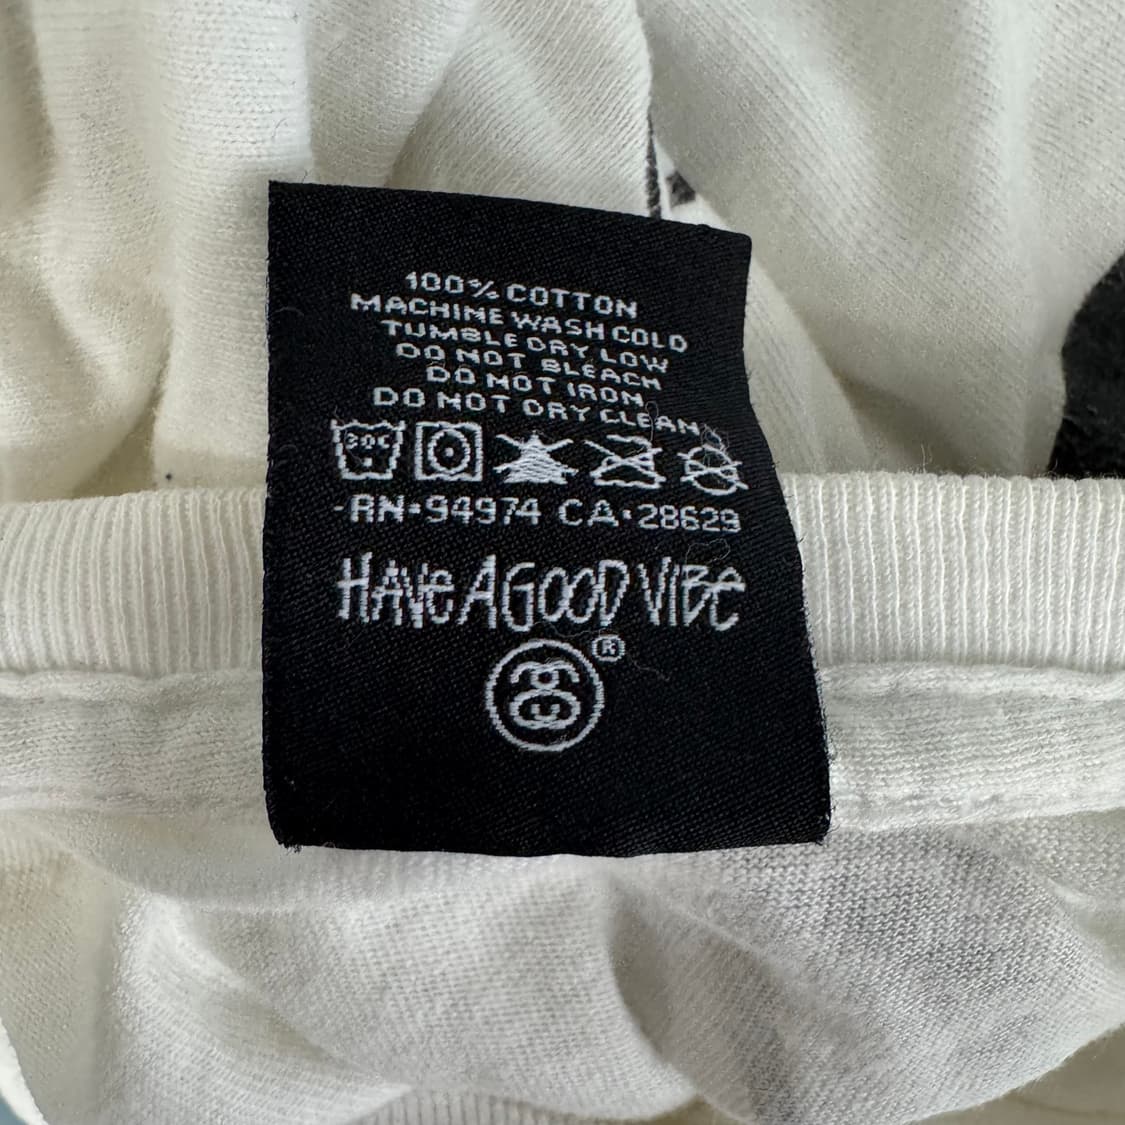 100% COTTON
MACHINE WASH COLD
TUMBLE DRY LOW
DO NOT BLEACH
DO NOT IRON
DO NOT DRY CLEAN
30C
-RN-94974 CA-28629
HAVE A GOOD VIBE
®